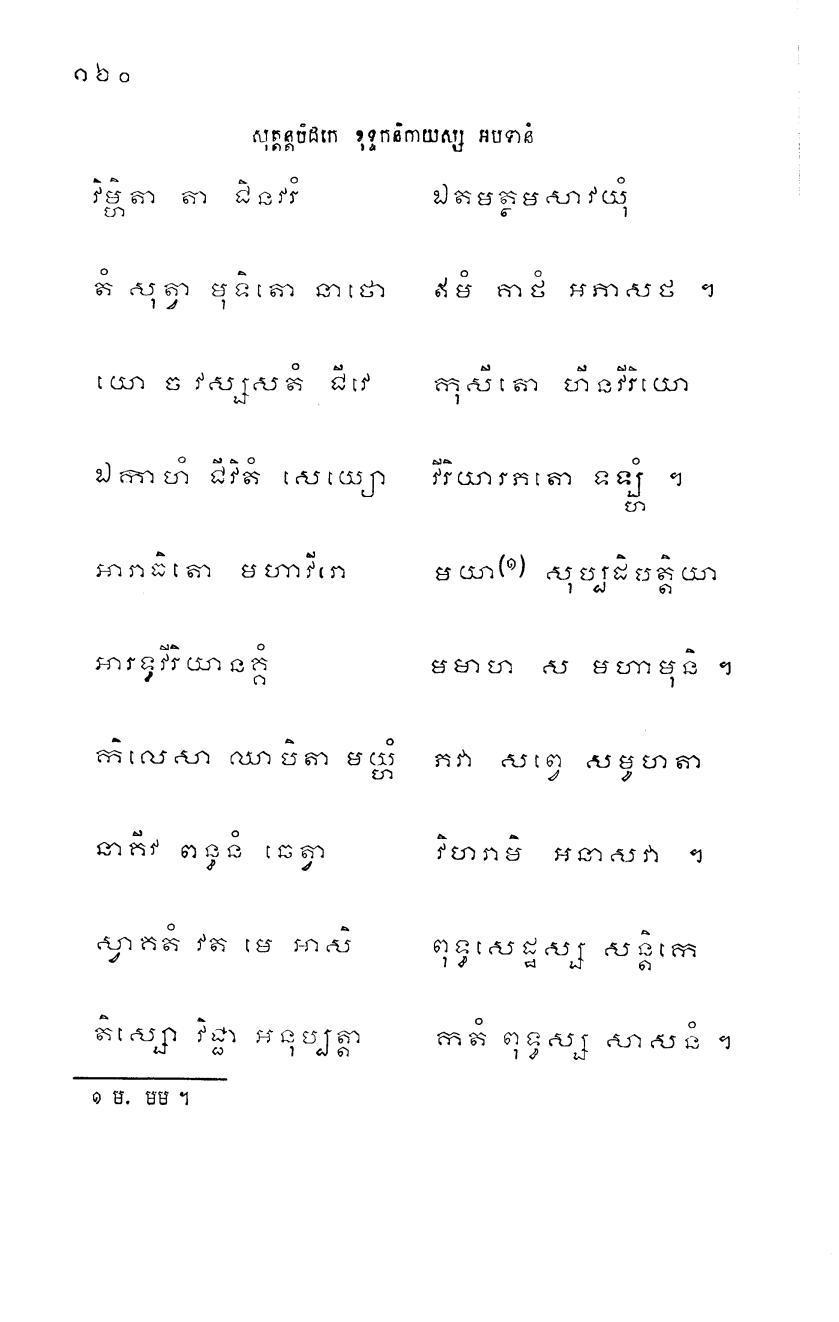 ១៦០
សុត្តន្តបិដកេ ខុទ្ទកនិកាយស្ស អបទានំ
វិម្ហិតា តា ជិនវរំ ឯតមត្ថមសាវយុំ
តំ សុត្វា មុទិតោ នាថោ ឥមំ គាថំ អភាសថ ។
យោ ច វស្សសតំ ជីវេ កុសីតោ ហីនវីរិយោ
ឯកាហំ ជីវិតំ សេយ្យោ វីរិយារភតោ ទឡ្ហំ ។
អារាធិតោ មហាវីរោ មយា(១) សុប្បដិបត្តិយា
អារទ្ធវីរិយានគ្គំ មមាហ ស មហាមុនិ ។
កិលេសា ឈាបិតា មយ្ហំ ភវា សព្វេ សមូហតា
នាគីវ ពន្ធនំ ឆេត្វា វិហរាមិ អនាសវា ។
ស្វាគតំ វត មេ អាសិ ពុទ្ធសេដ្ឋស្ស សន្តិកេ
តិស្សោ វិជ្ជា អនុប្បត្តា កតំ ពុទ្ធស្ស សាសនំ ។
១ ម. មម ។